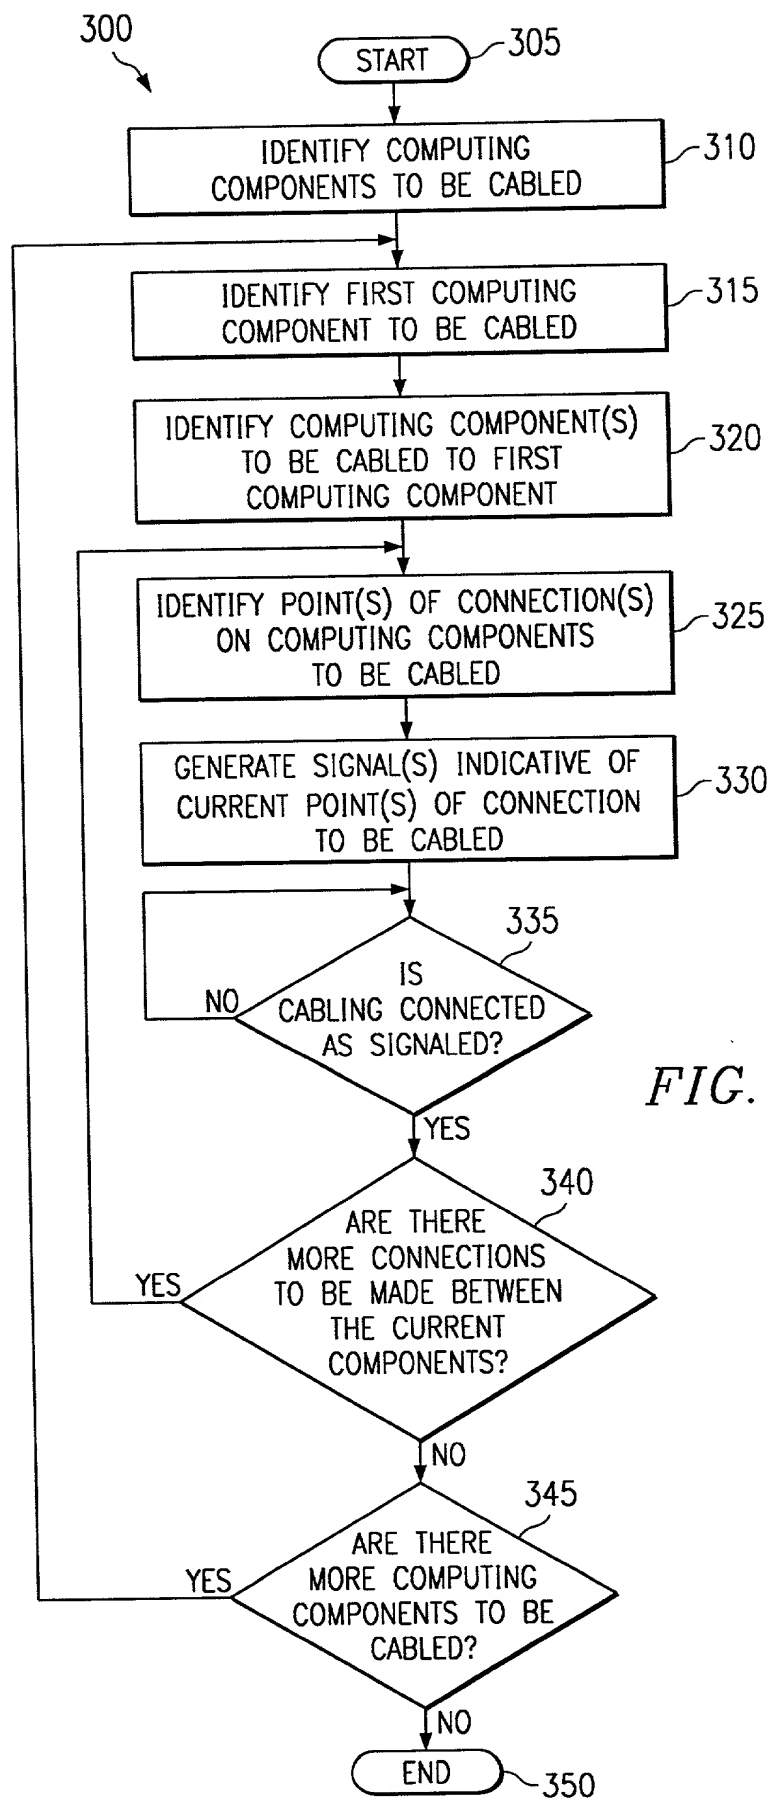 300
START
305
IDENTIFY COMPUTING
COMPONENTS TO BE CABLED
310
IDENTIFY FIRST COMPUTING
COMPONENT TO BE CABLED
315
IDENTIFY COMPUTING COMPONENT(S)
TO BE CABLED TO FIRST
COMPUTING COMPONENT
320
IDENTIFY POINT(S) OF CONNECTION(S)
ON COMPUTING COMPONENTS
TO BE CABLED
325
GENERATE SIGNAL(S) INDICATIVE OF
CURRENT POINT(S) OF CONNECTION
TO BE CABLED
330
335
IS
CABLING CONNECTED
AS SIGNALED?
NO
YES
FIG.
340
ARE THERE
MORE CONNECTIONS
TO BE MADE BETWEEN
THE CURRENT
COMPONENTS?
YES
NO
345
ARE THERE
MORE COMPUTING
COMPONENTS TO BE
CABLED?
YES
NO
END
350